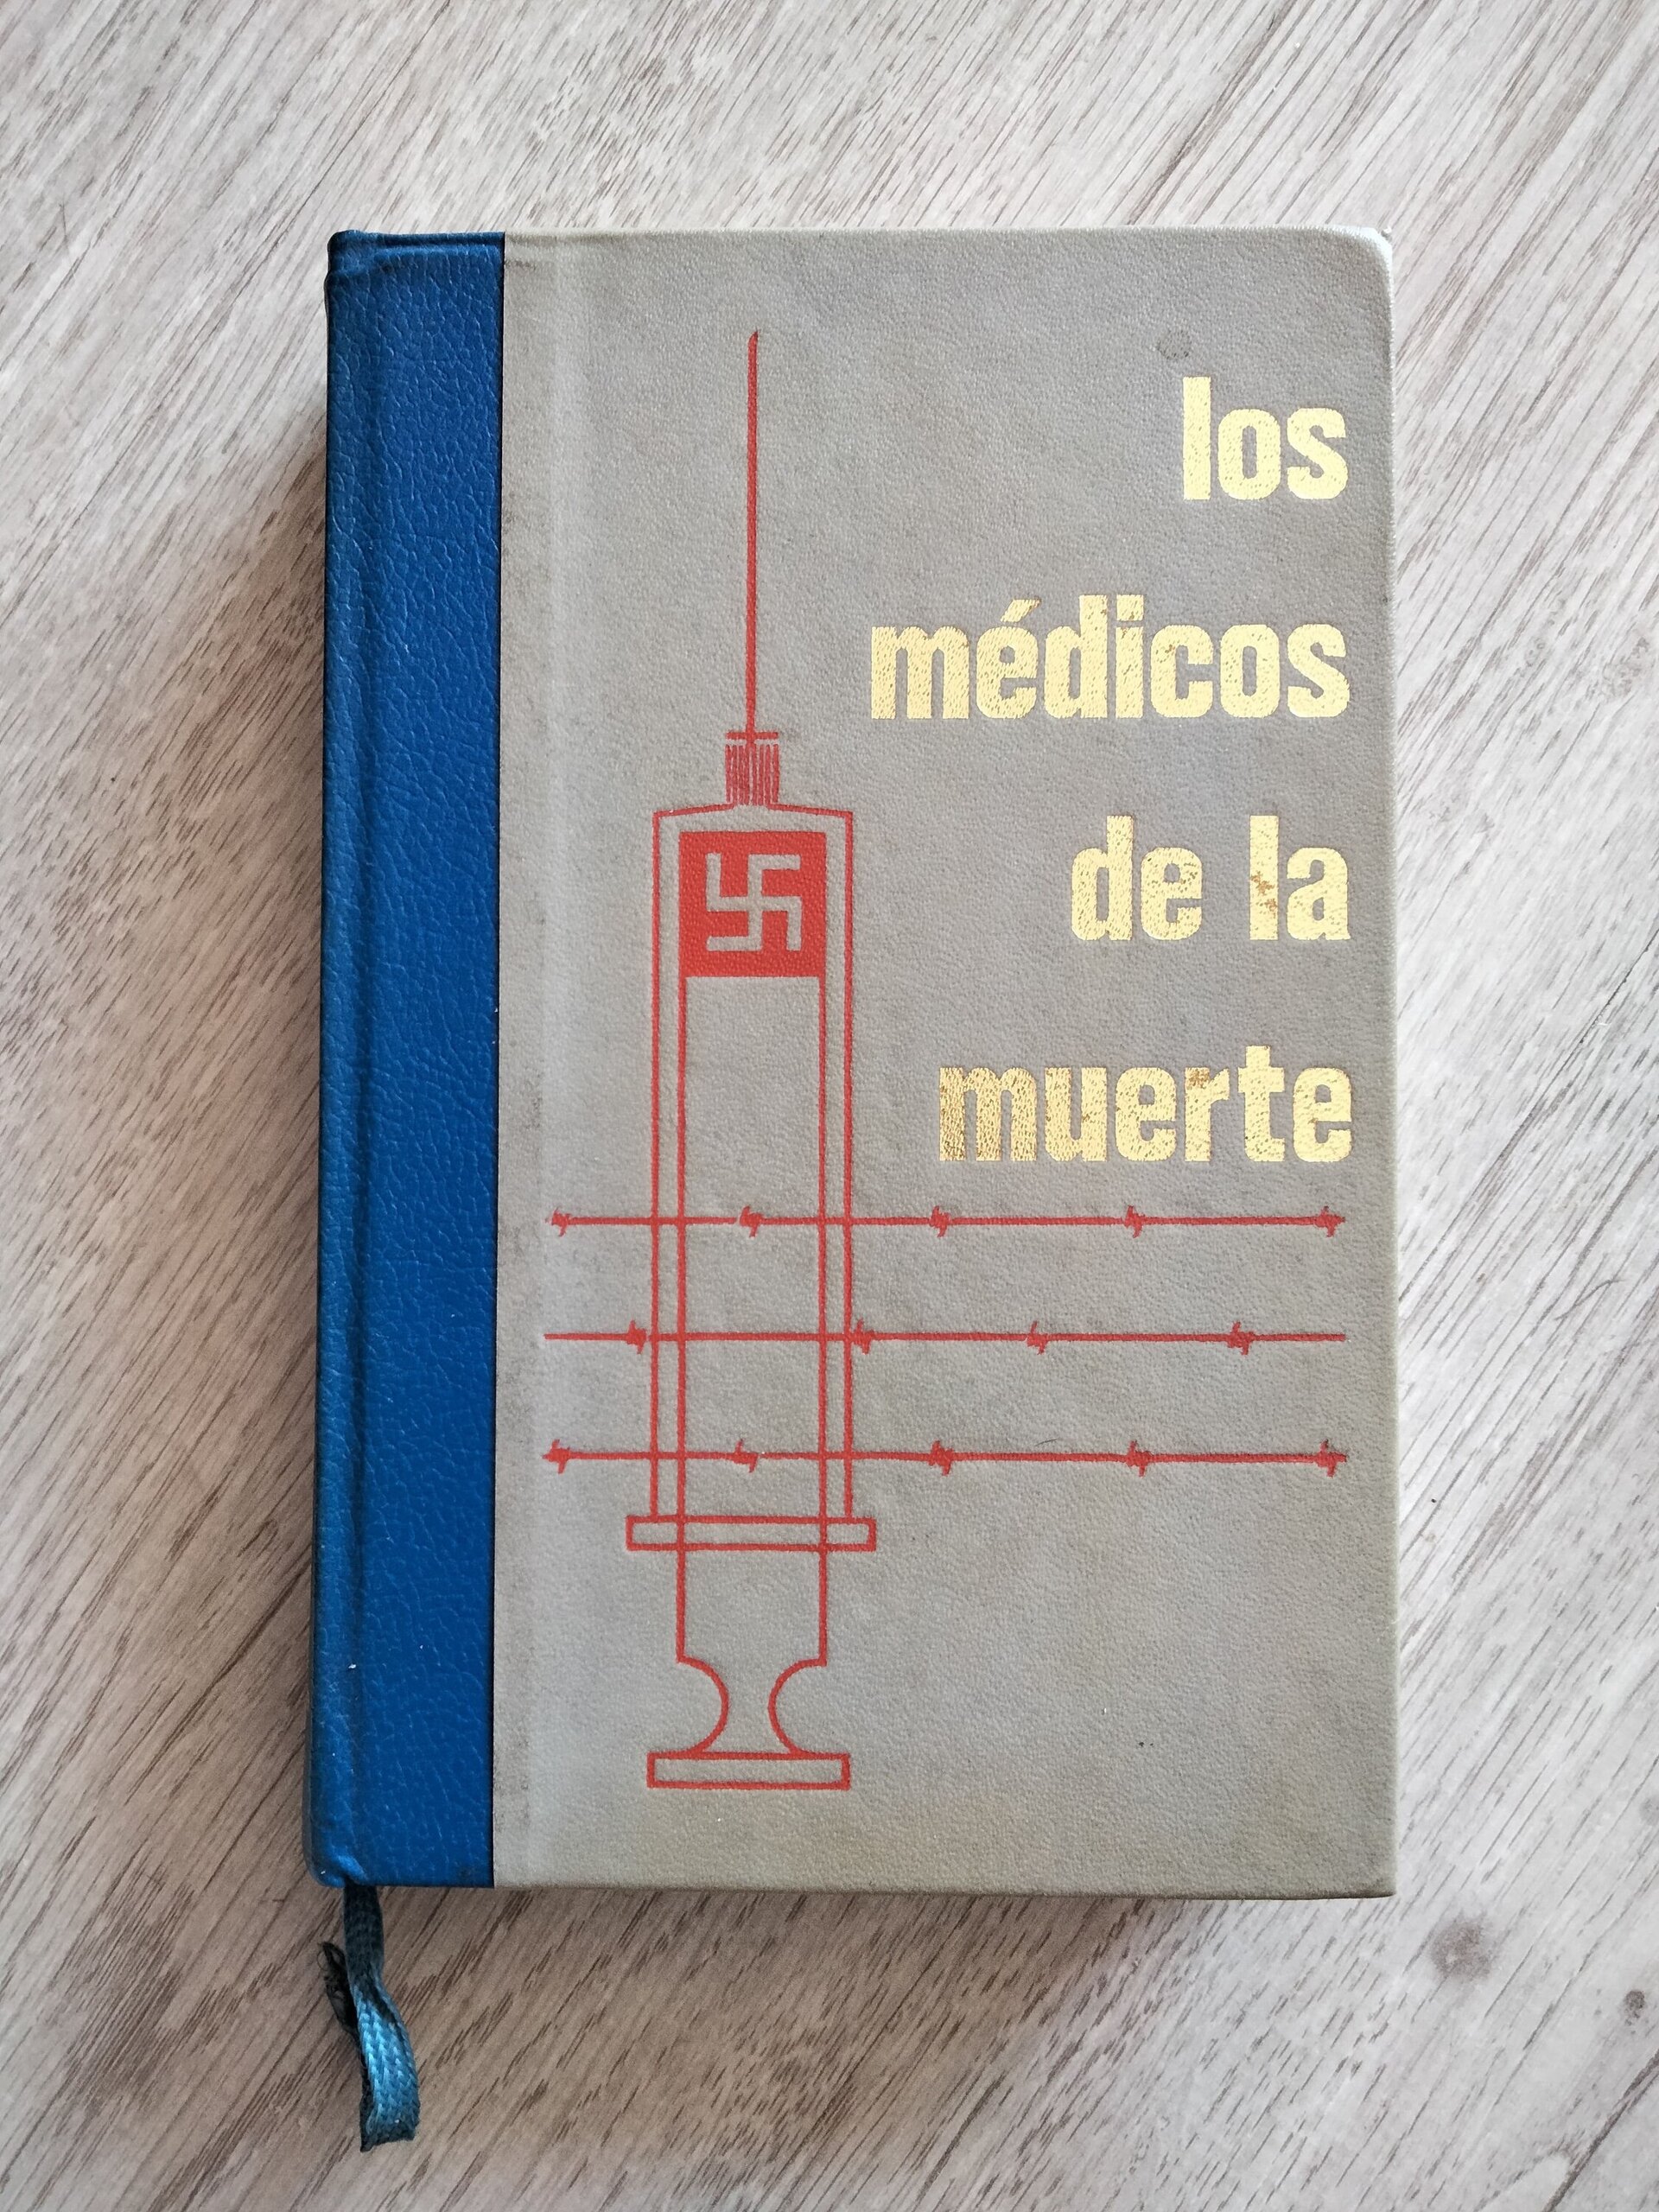 los
médicos
de la
muerte